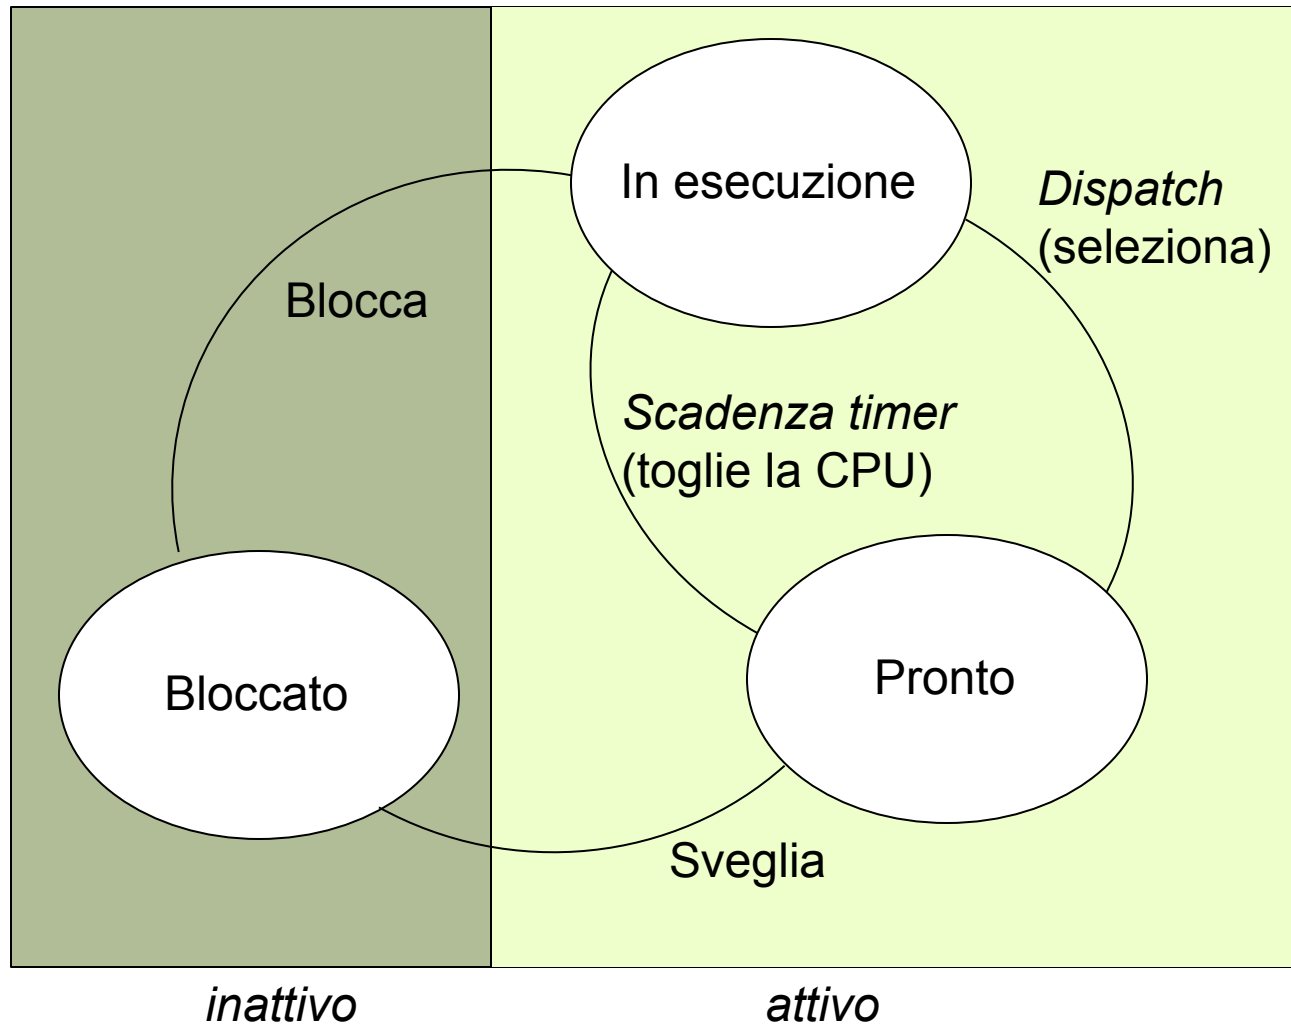 In esecuzione
Dispatch
(seleziona)
Blocca
Scadenza timer
(toglie la CPU)
Bloccato
Pronto
Sveglia
inattivo
attivo